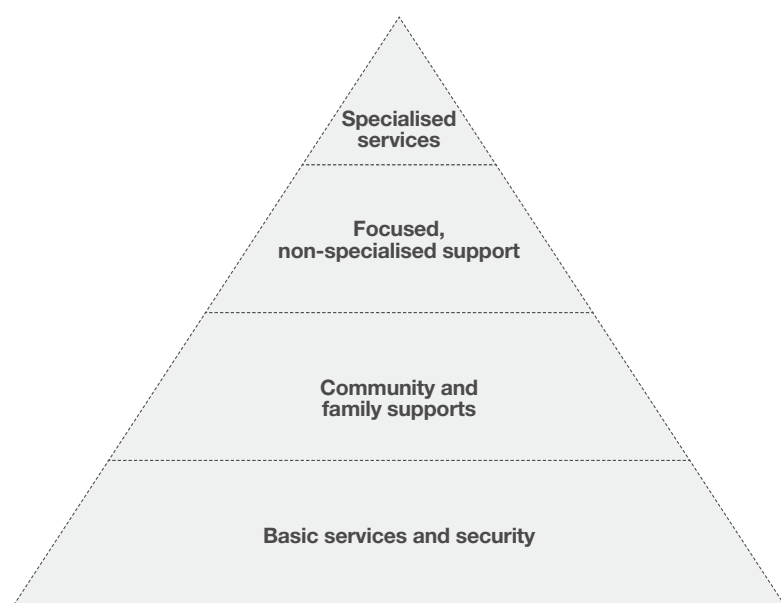 Specialised
services
Focused,
non-specialised support
Community and
family supports
Basic services and security